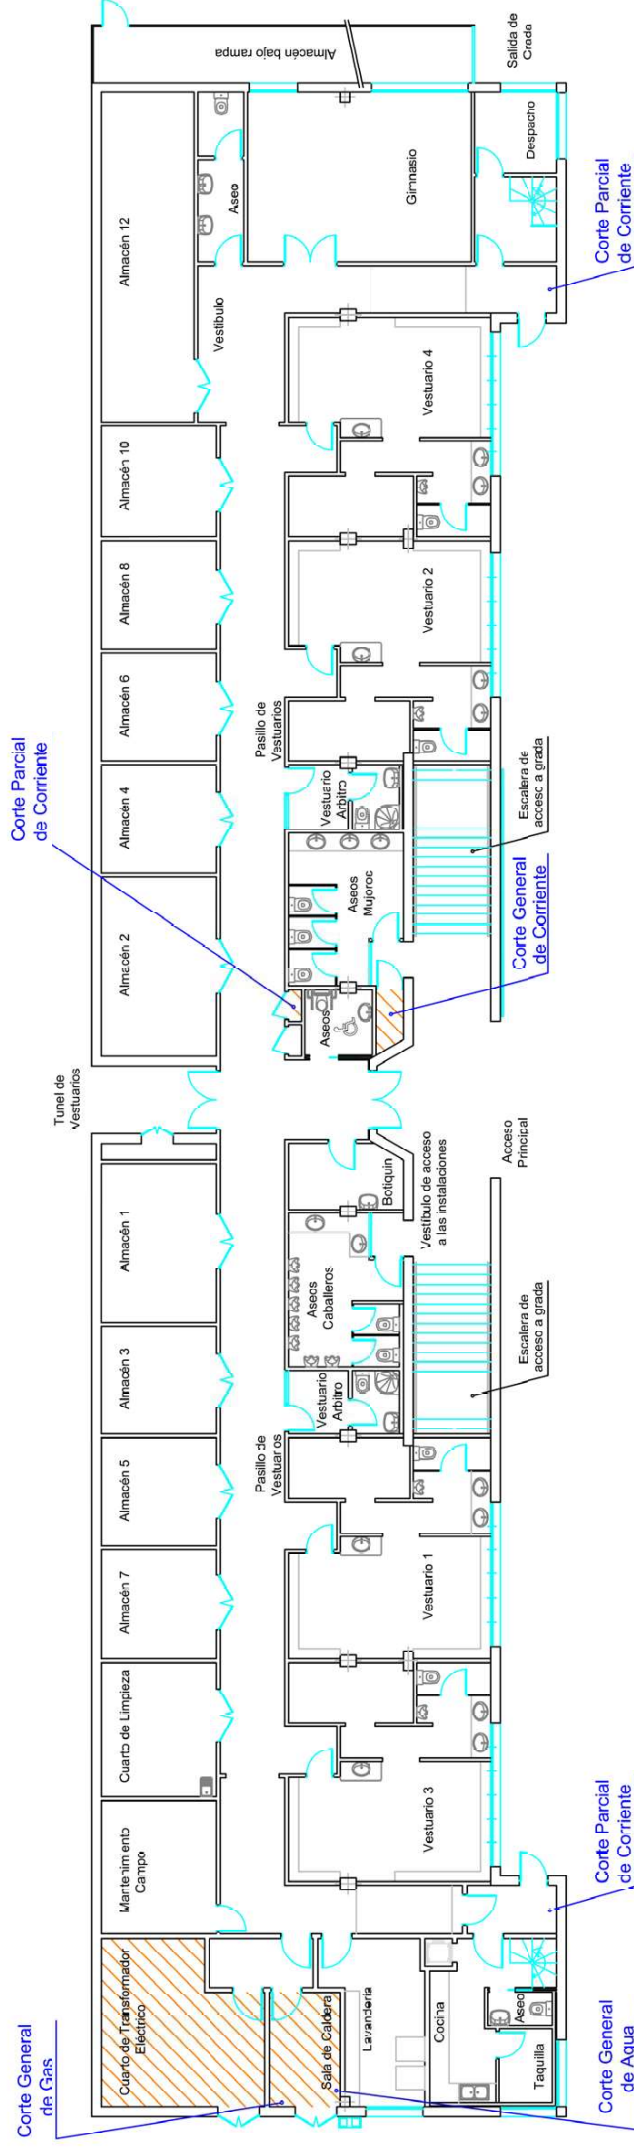 Corte General
de Gas
Corte Parcial
de Corriente
Tunel de
Vestuarios
Almacén bajo rampa
Cuarto de Transformador
Eléctrico
Mantenimiento
Campo
Cuarto de Limpieza
Almacén 7
Almacén 5
Almacén 3
Almacén 1
Almacén 2
Almacén 4
Almacén 6
Almacén 8
Almacén 10
Almacén 12
Aseo
Vestíbulo
Pasillo de
Vestuarios
Pasillo de
Vestuarios
Sala de Caldera
Lavandería
Cocina
Aseo
Taquilla
Vestuario 3
Vestuario 1
Vestuario
Arbitro
Aseos
Caballeros
Botiquin
Aseos
Aseos
Mujeres
Vestuario
Arbitro
Vestuario 2
Vestuario 4
Gimnasio
Despacho
Salida de
Grada
Vestíbulo de acceso
a las instalaciones
Acceso
Principal
Escalera de
acceso a grada
Escalera de
acceso a grada
Corte General
de Corriente
Corte General
de Agua
Corte Parcial
de Corriente
Corte Parcial
de Corriente